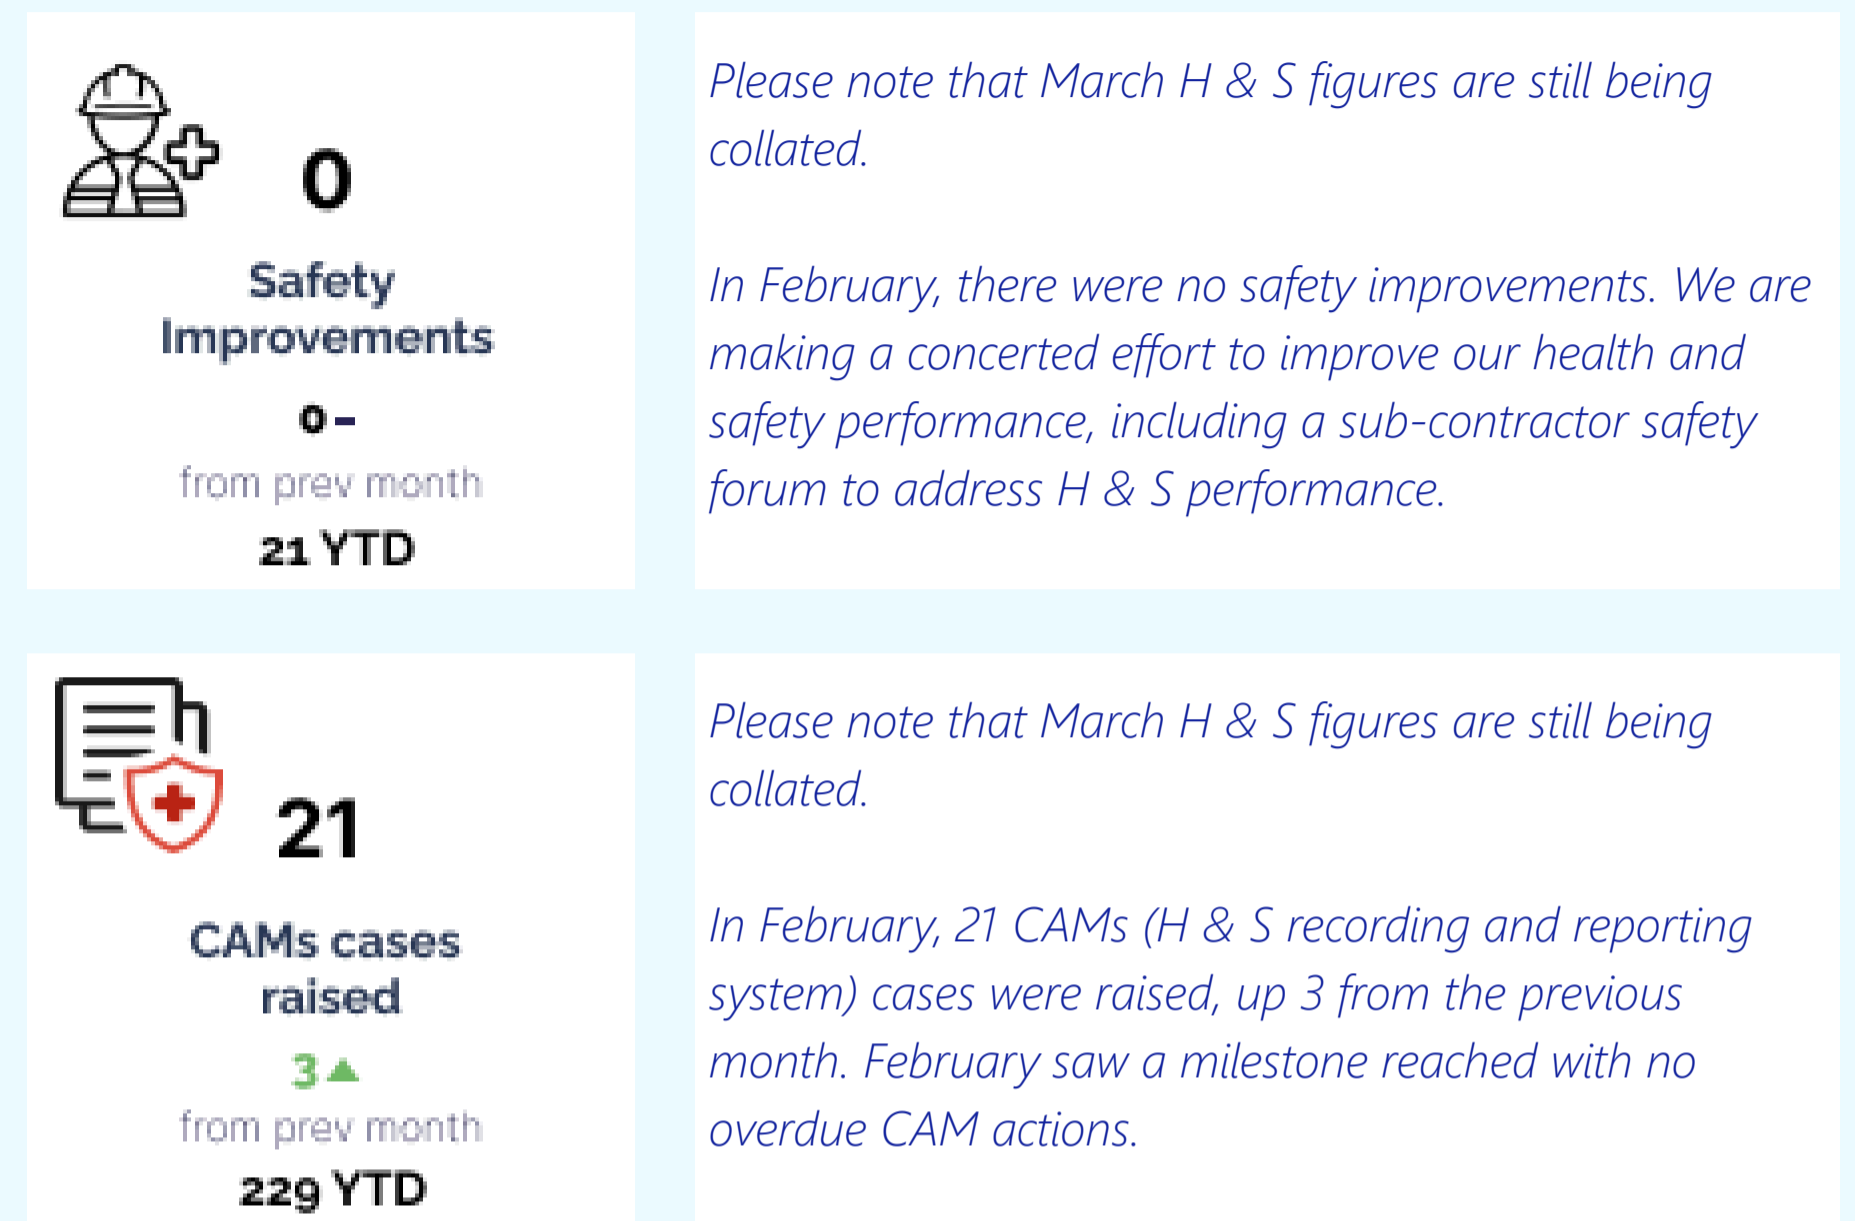 0
Safety
Improvements
0-
from prev month
21 YTD
Please note that March H & S figures are still being
collated.
In February, there were no safety improvements. We are
making a concerted effort to improve our health and
safety performance, including a sub-contractor safety
forum to address H & S performance.
21
CAMs cases
raised
3▲
from prev month
229 YTD
Please note that March H & S figures are still being
collated.
In February, 21 CAMs (H & S recording and reporting
system) cases were raised, up 3 from the previous
month. February saw a milestone reached with no
overdue CAM actions.